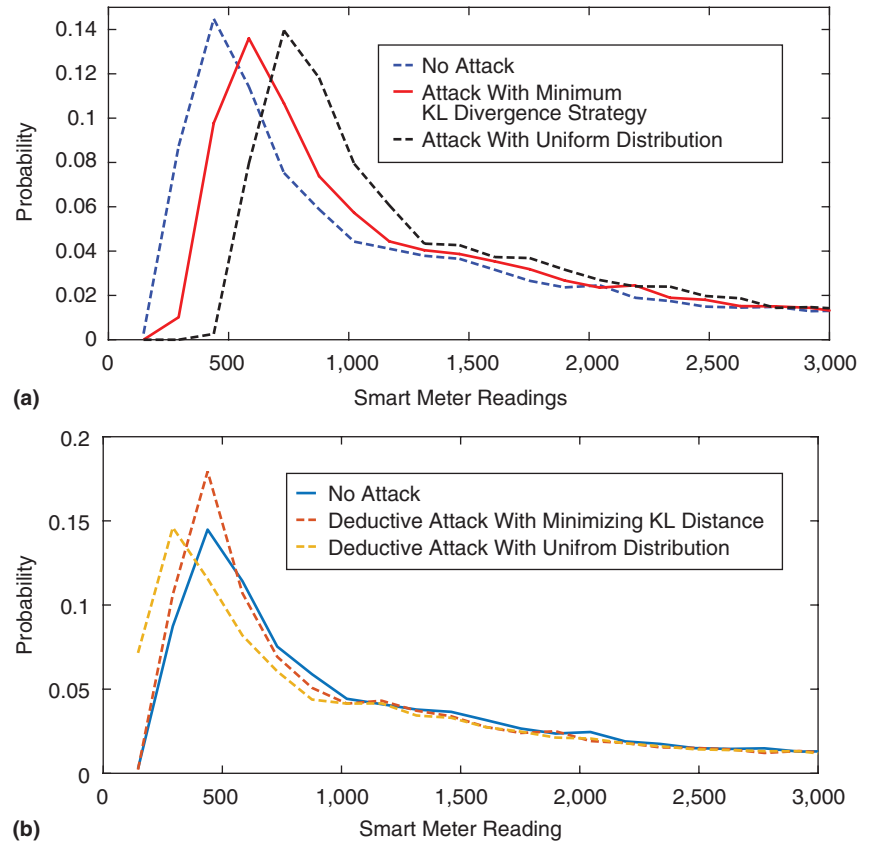 0.14
0.12
0.1
0.08
0.06
0.04
0.02
0
Probability
No Attack
Attack With Minimum
KL Divergence Strategy
Attack With Uniform Distribution
0 500 1,000 1,500 2,000 2,500 3,000
Smart Meter Readings
(a)
0.2
0.15
0.1
0.05
0
Probability
No Attack
Deductive Attack With Minimizing KL Distance
Deductive Attack With Unifrom Distribution
0 500 1,000 1,500 2,000 2,500 3,000
Smart Meter Reading
(b)